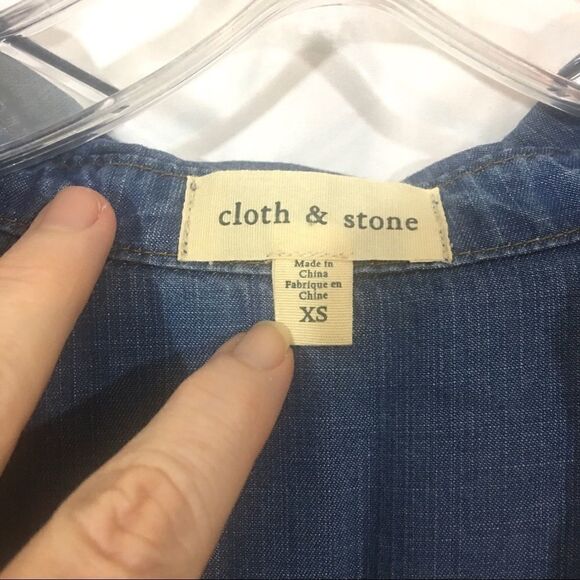 cloth & stone
Made in
China
Fabrique en
Chine
XS